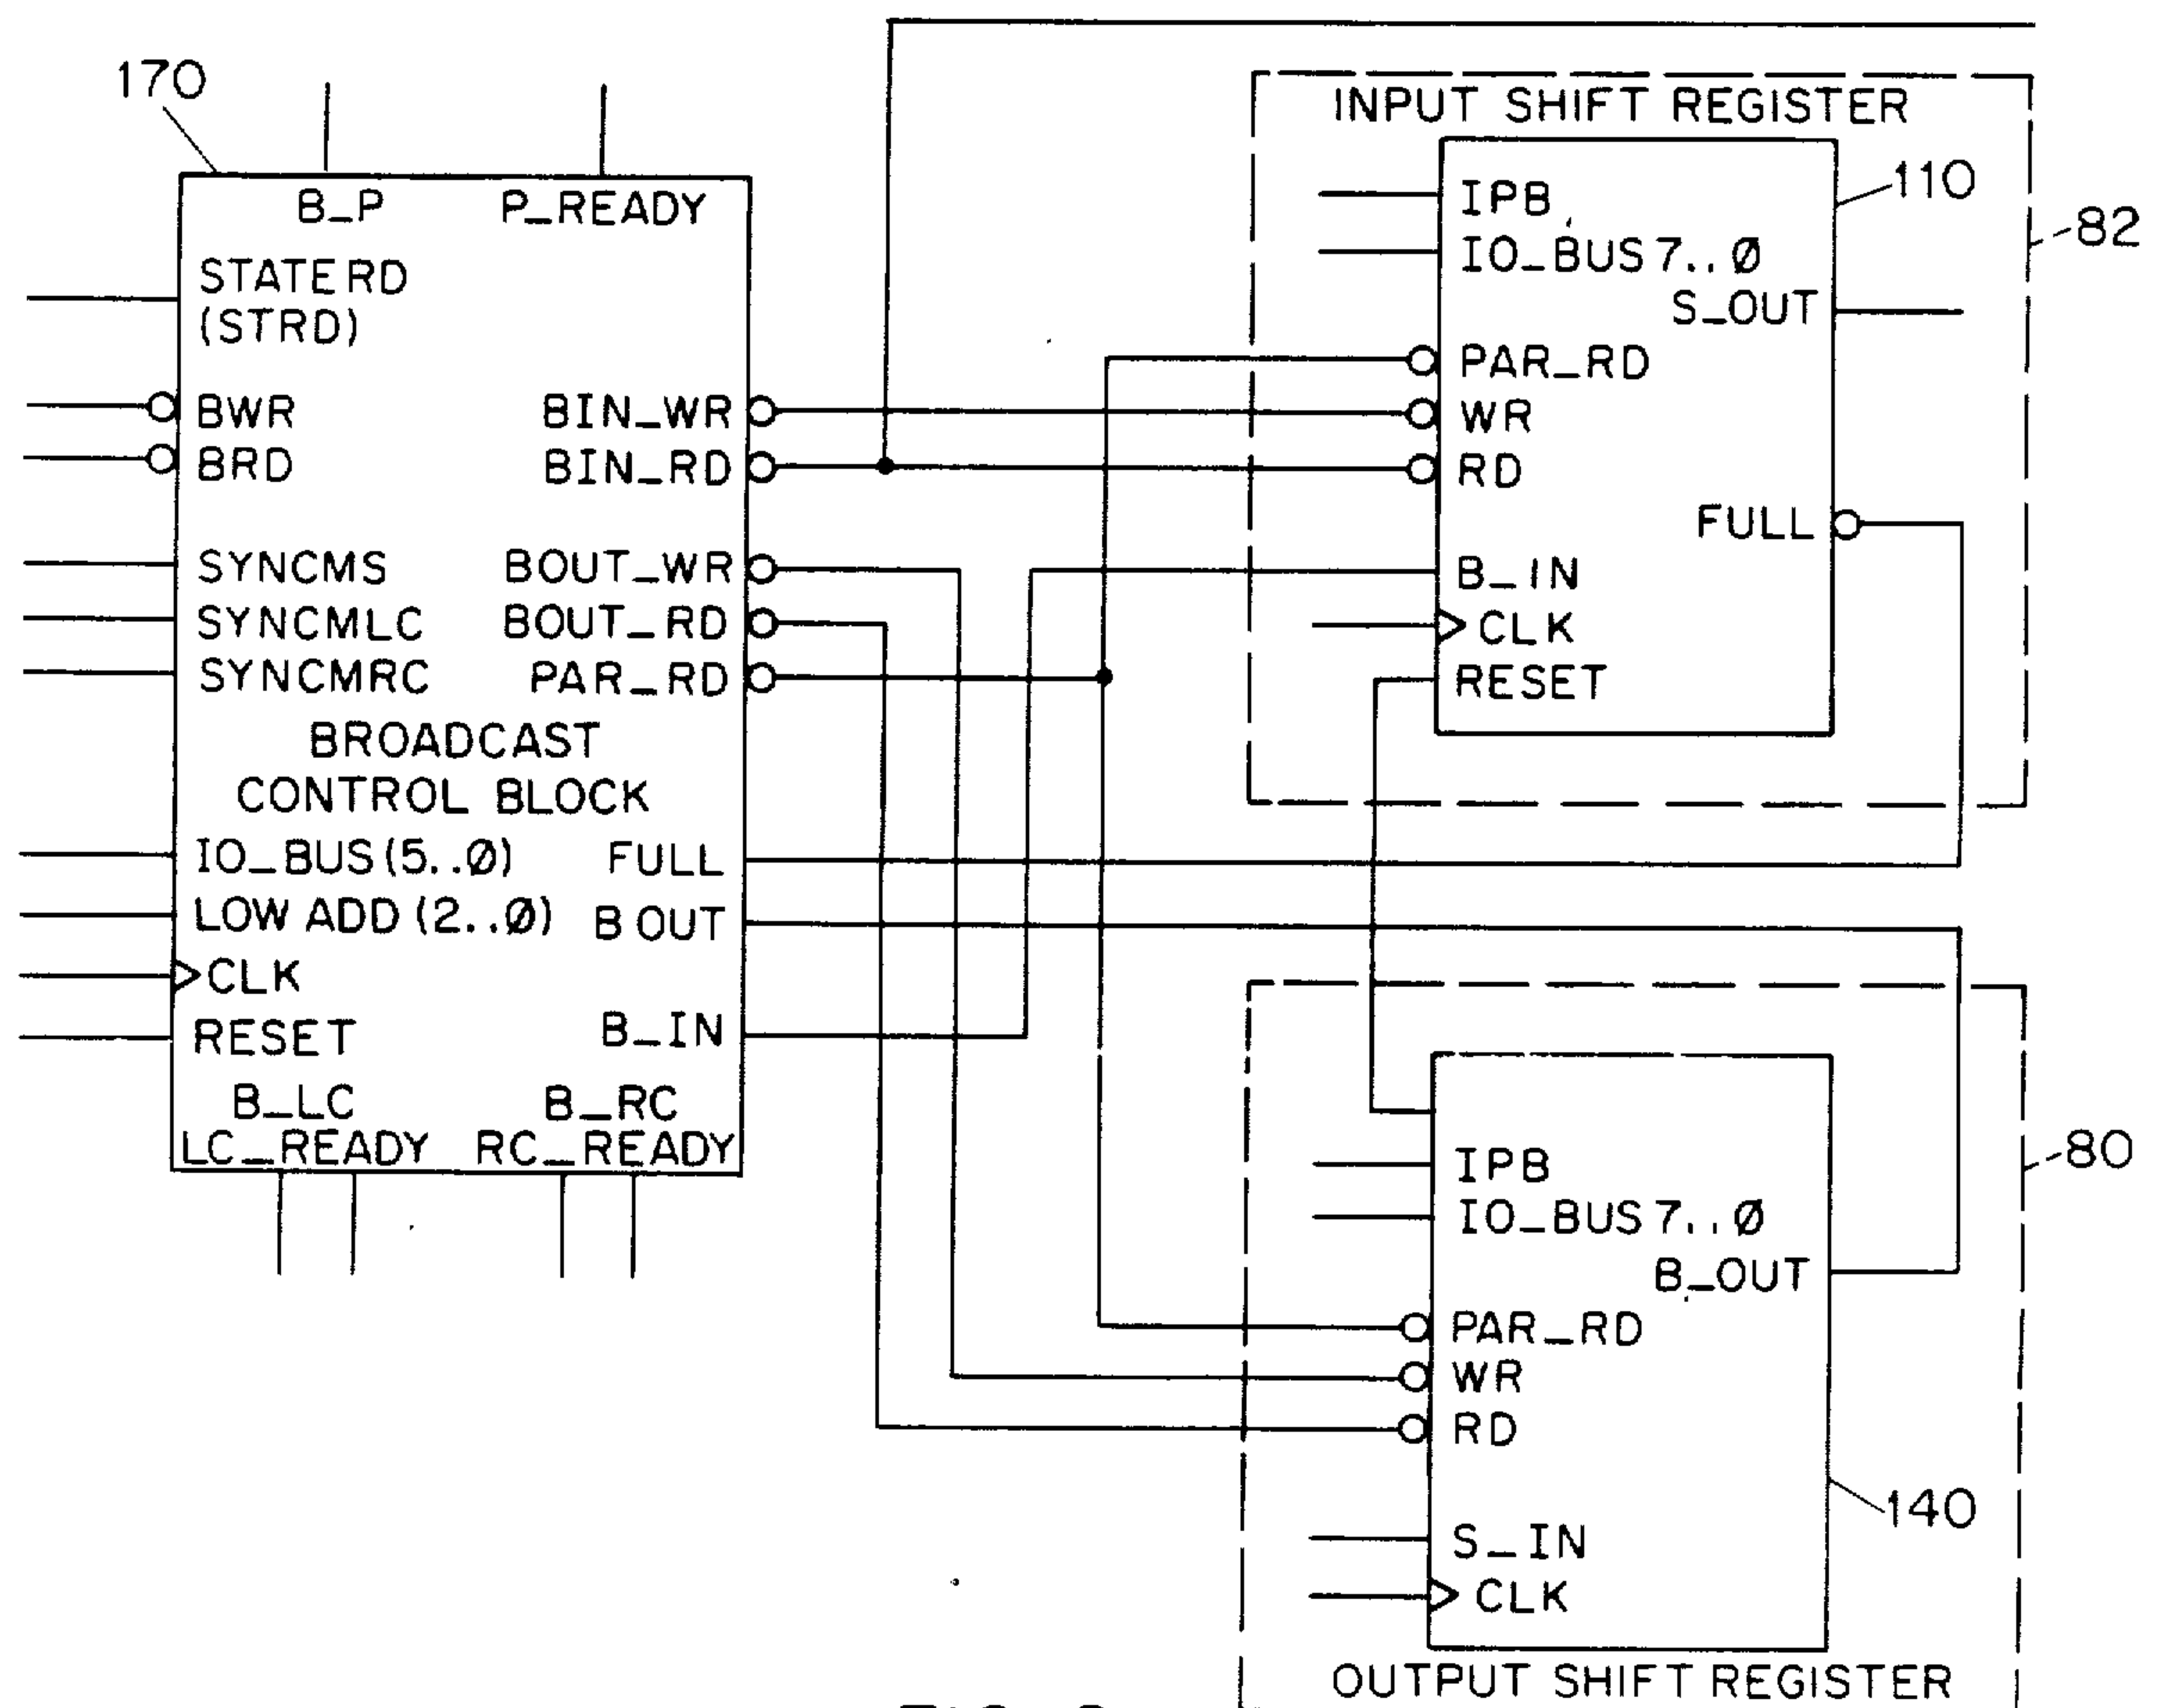 170
B_P P_READY
STATERD
(STRD)
BWR BIN_WR
BRD BIN_RD
SYNCMS BOUT_WR
SYNCMLC BOUT_RD
SYNCMRC PAR_RD
BROADCAST
CONTROL BLOCK
IO_BUS (5..Ø) FULL
LOW ADD (2..Ø) B OUT
CLK
RESET B_IN
B_LC B_RC
LC_READY RC_READY
INPUT SHIFT REGISTER
110
82
IPB
IO_BUS 7..Ø
S_OUT
PAR_RD
WR
RD
FULL
B_IN
CLK
RESET
80
IPB
IO_BUS 7..Ø
B_OUT
PAR_RD
WR
RD
140
S_IN
CLK
OUTPUT SHIFT REGISTER